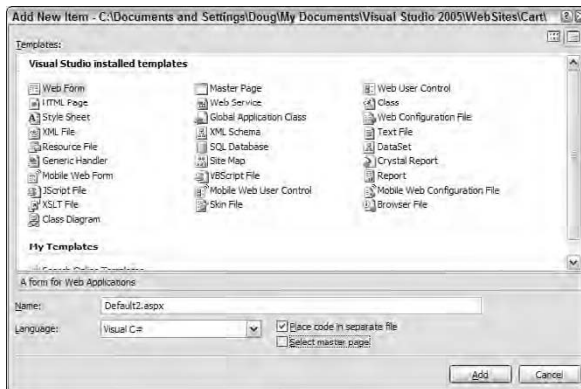 Add New Item - C:\Documents and Settings\Doug\My Documents\Visual Studio 2005\WebSites\Cart\
Templates:
Visual Studio installed templates
Web Form
Master Page
Web User Control
HTML Page
Web Service
Class
Style Sheet
Global Application Class
Web Configuration File
XML File
XML Schema
Text File
Resource File
SQL Database
DataSet
Generic Handler
Site Map
Crystal Report
Mobile Web Form
VBScript File
Report
JScript File
Mobile Web User Control
Mobile Web Configuration File
XSLT File
Skin File
Browser File
Class Diagram
My Templates
Search Online Templates
A form for Web Applications
Name:
Default2.aspx
Language:
Visual C#
Place code in separate file
Select master page
Add
Cancel